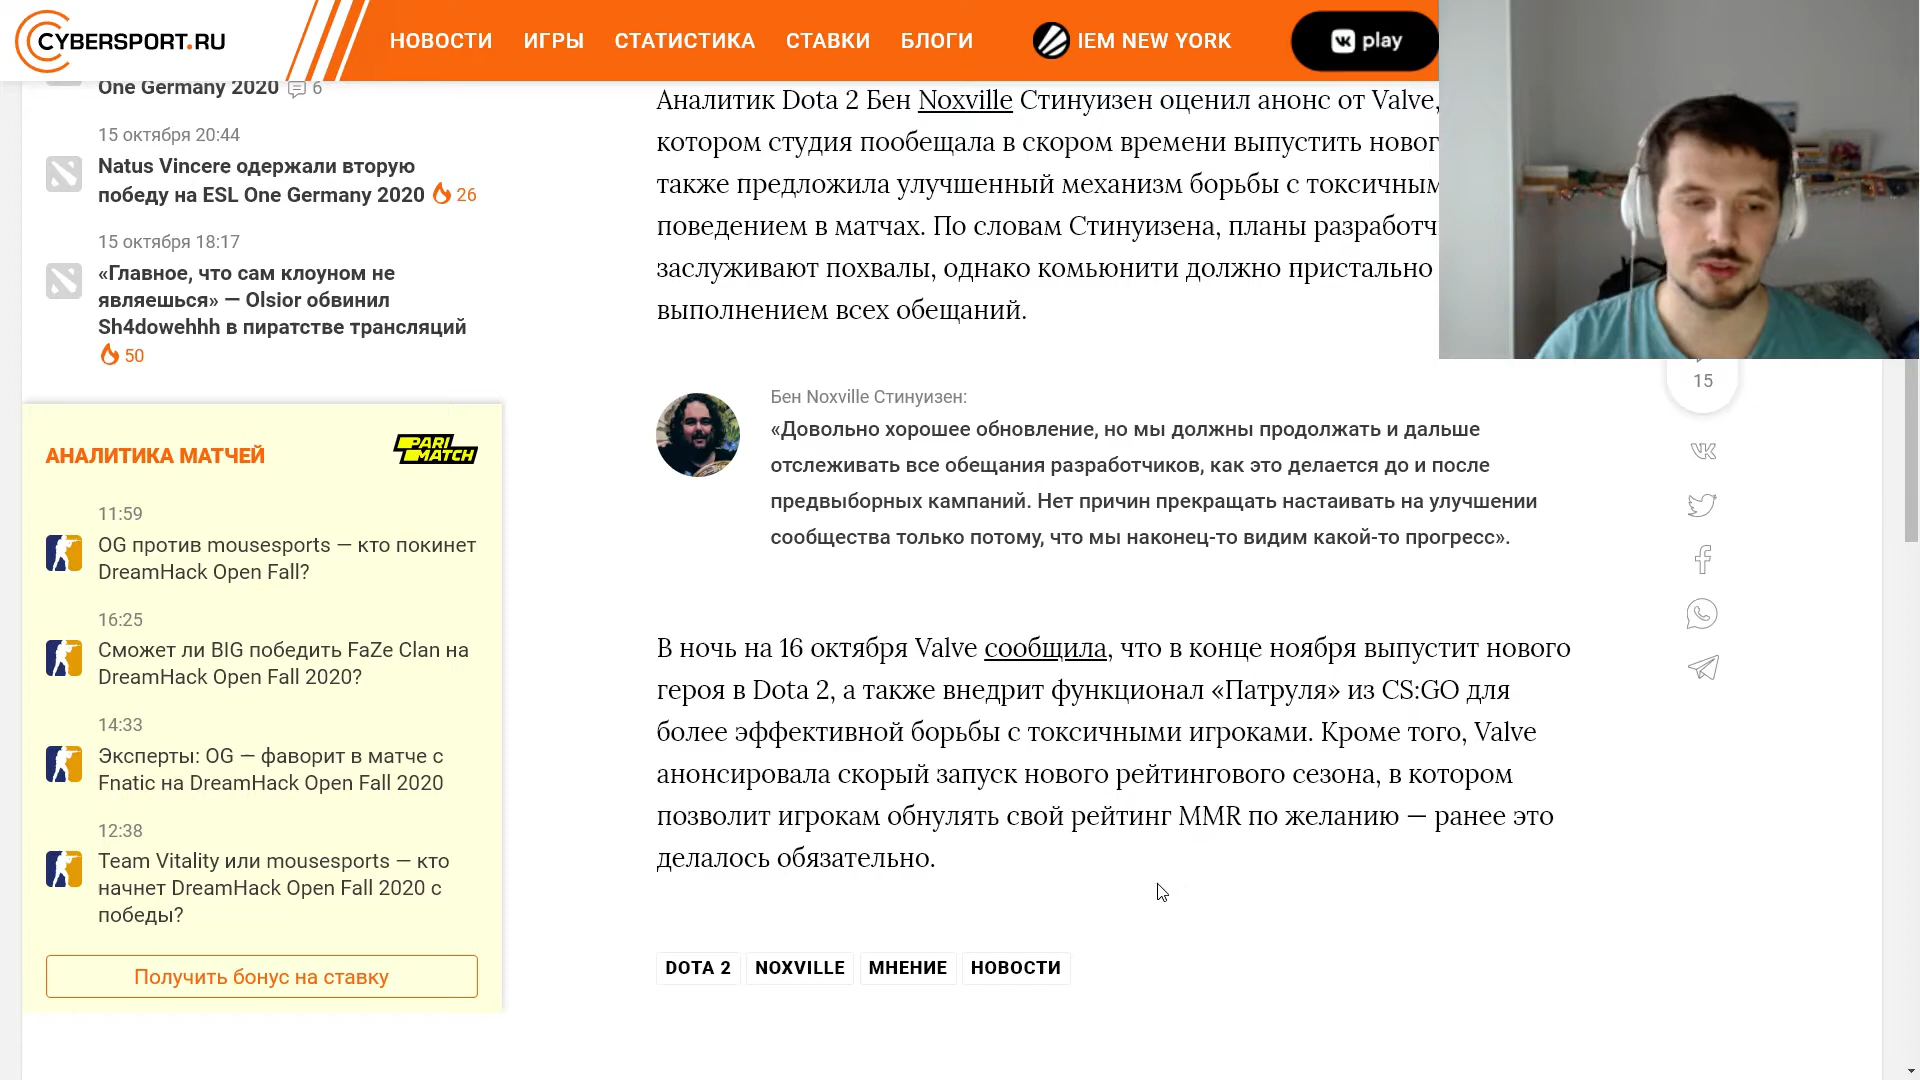 CYBERSPORT.RU
НОВОСТИ ИГРЫ СТАТИСТИКА СТАВКИ БЛОГИ IEM NEW YORK play
One Germany 2020 6
15 октября 20:44
Natus Vincere одержали вторую
победу на ESL One Germany 2020 26
15 октября 18:17
«Главное, что сам клоуном не
являешься» — Olsior обвинил
Sh4dowehhh в пиратстве трансляций
50
АНАЛИТИКА МАТЧЕЙ PARI MATCH
11:59
OG против mousesports — кто покинет
DreamHack Open Fall?
16:25
Сможет ли BIG победить FaZe Clan на
DreamHack Open Fall 2020?
14:33
Эксперты: OG — фаворит в матче с
Fnatic на DreamHack Open Fall 2020
12:38
Team Vitality или mousesports — кто
начнет DreamHack Open Fall 2020 с
победы?
Получить бонус на ставку
Аналитик Dota 2 Бен Noxville Стинуизен оценил анонс от Valve,
котором студия пообещала в скором времени выпустить новог
также предложила улучшенный механизм борьбы с токсичным
поведением в матчах. По словам Стинуизена, планы разработч
заслуживают похвалы, однако комьюнити должно пристально
выполнением всех обещаний.
Бен Noxville Стинуизен:
«Довольно хорошее обновление, но мы должны продолжать и дальше
отслеживать все обещания разработчиков, как это делается до и после
предвыборных кампаний. Нет причин прекращать настаивать на улучшении
сообщества только потому, что мы наконец-то видим какой-то прогресс».
В ночь на 16 октября Valve сообщила, что в конце ноября выпустит нового
героя в Dota 2, а также внедрит функционал «Патруля» из CS:GO для
более эффективной борьбы с токсичными игроками. Кроме того, Valve
анонсировала скорый запуск нового рейтингового сезона, в котором
позволит игрокам обнулять свой рейтинг MMR по желанию — ранее это
делалось обязательно.
DOTA 2 NOXVILLE МНЕНИЕ НОВОСТИ
15